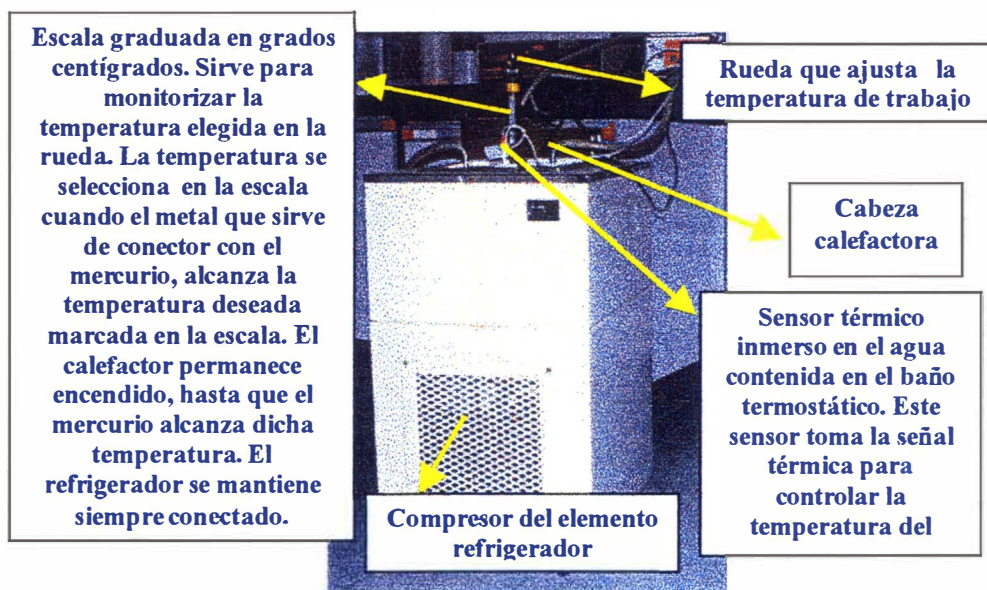 Escala graduada en grados
centígrados. Sirve para
monitorizar la
temperatura elegida en la
rueda. La temperatura se
selecciona en la escala
cuando el metal que sirve
de conector con el
mercurio, alcanza la
temperatura deseada
marcada en la escala. El
calefactor permanece
encendido, hasta que el
mercurio alcanza dicha
temperatura. El
refrigerador se mantiene
siempre conectado.
Rueda que ajusta la
temperatura de trabajo
Cabeza
calefactora
Sensor térmico
inmerso en el agua
contenida en el baño
termostático. Este
sensor toma la señal
térmica para
controlar la
temperatura del
Compresor del elemento
refrigerador